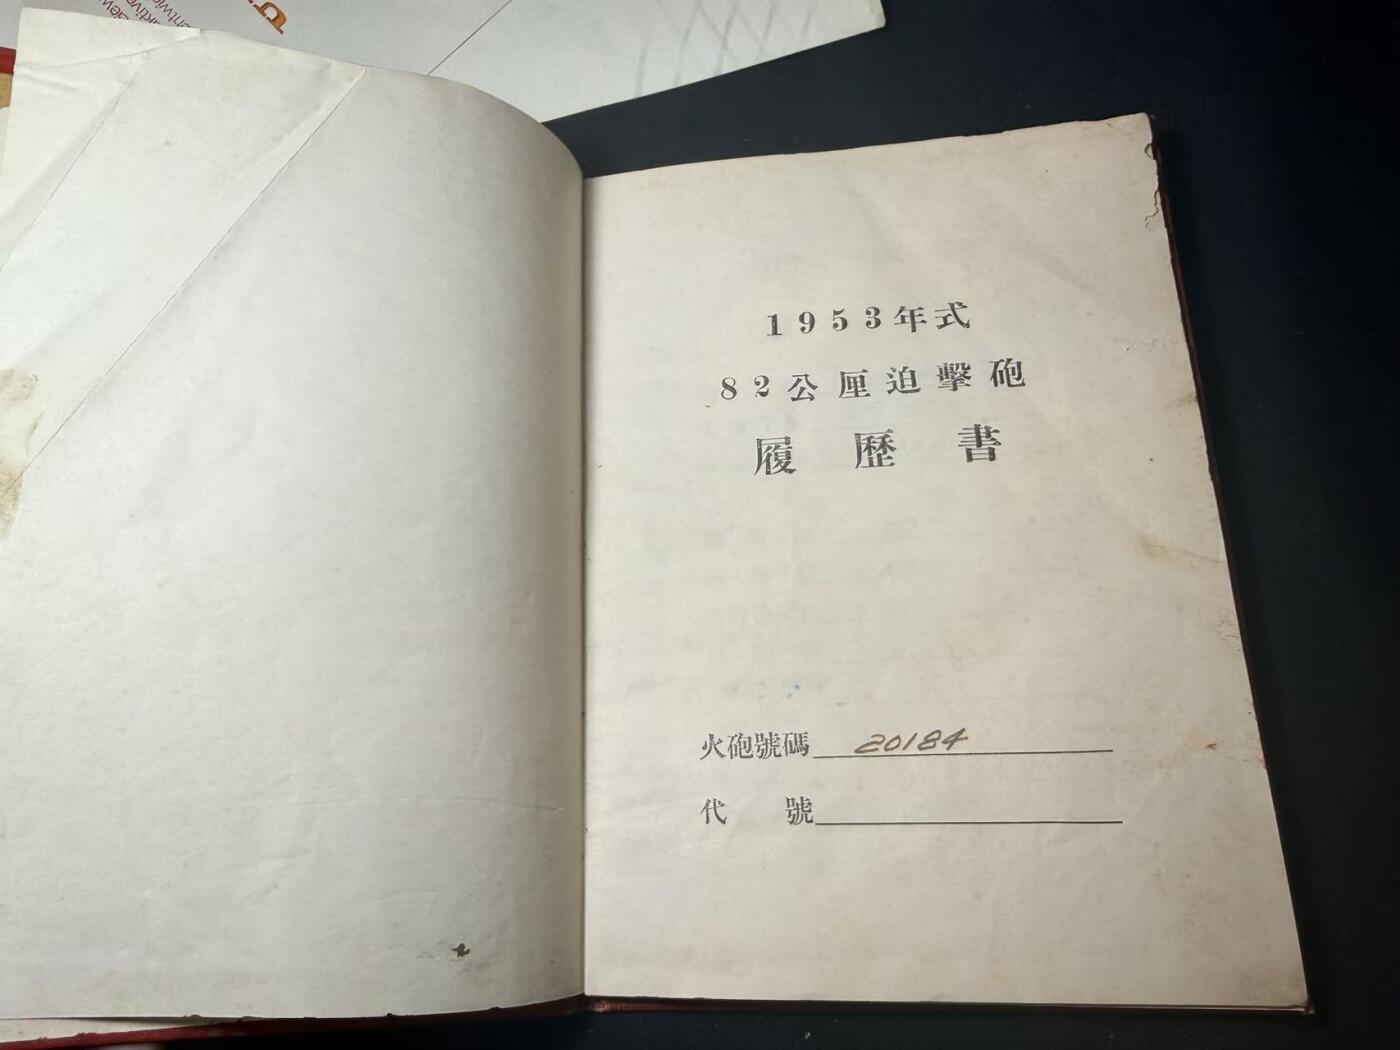 1953年式
82公厘迫擊砲
履歷書
火砲號碼 20184
代號